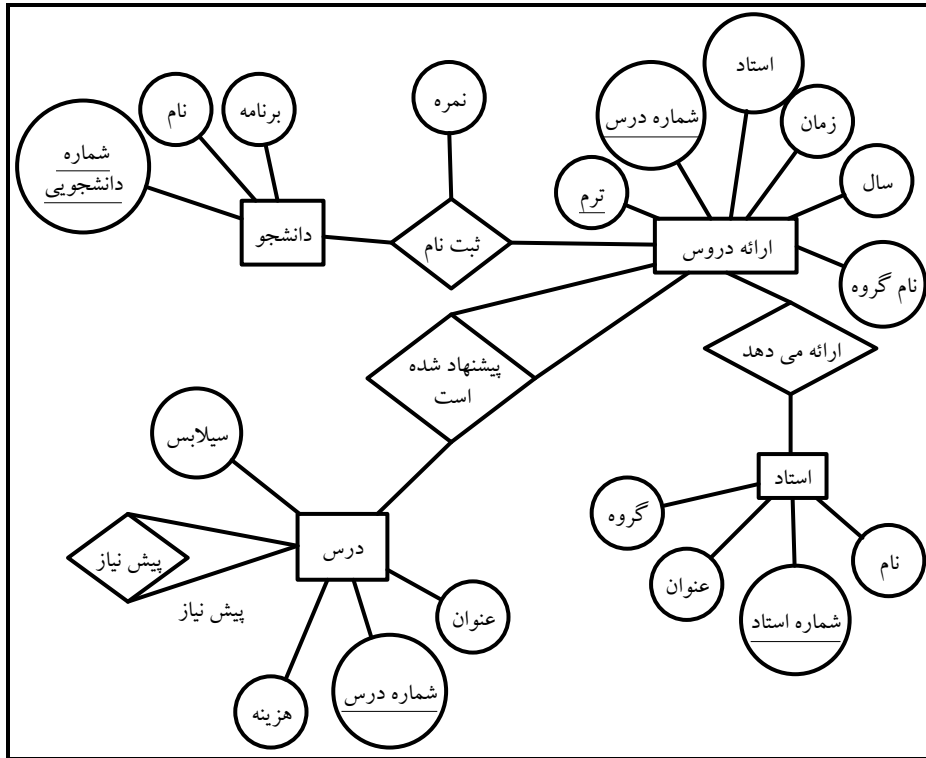 استاد
نمره
شماره درس
زمان
برنامه
نام
شماره
دانشجویی
ترم
سال
دانشجو
ثبت نام
ارائه دروس
نام گروه
ارائه می دهد
پیشنهاد شده
است
سیلابس
استاد
گروه
درس
پیش نیاز
نام
عنوان
پیش نیاز
عنوان
شماره استاد
شماره درس
هزینه